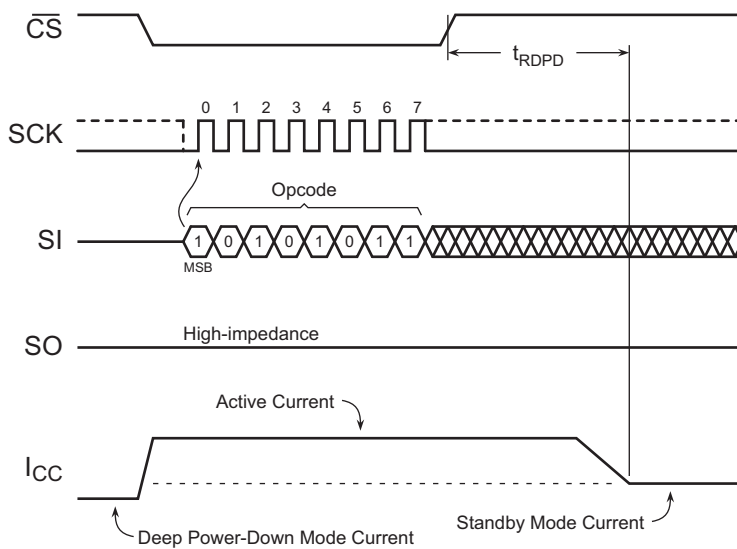 CS
tRDPD
0 1 2 3 4 5 6 7
SCK
Opcode
SI
1 0 1 0 1 0 1 1
MSB
High-impedance
SO
Active Current
ICC
Standby Mode Current
Deep Power-Down Mode Current